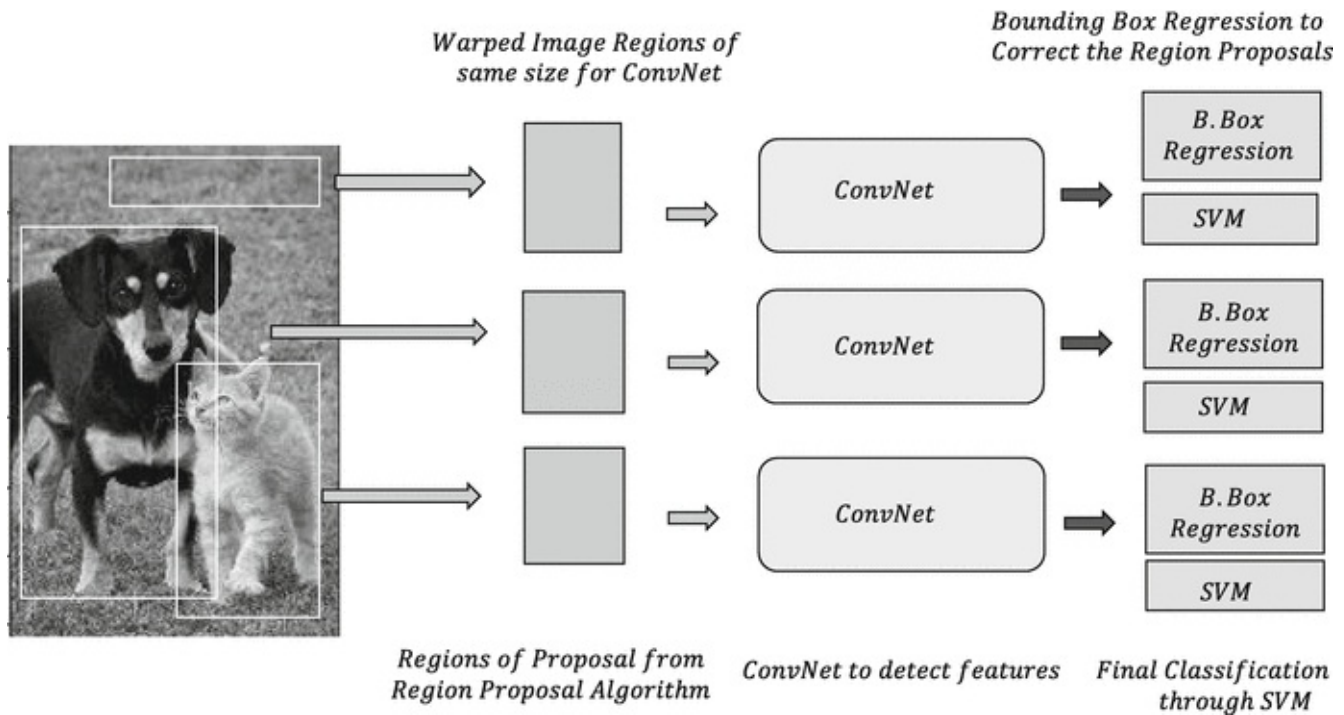 Warped Image Regions of
same size for ConvNet
Bounding Box Regression to
Correct the Region Proposals
B.Box
Regression
ConvNet
SVM
B.Box
Regression
ConvNet
SVM
B.Box
Regression
ConvNet
SVM
Regions of Proposal from
Region Proposal Algorithm
ConvNet to detect features
Final Classification
through SVM